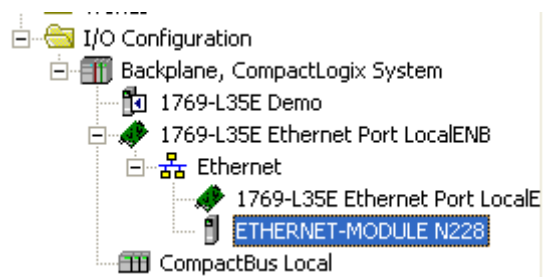 I/O Configuration
Backplane, CompactLogix System
1769-L35E Demo
1769-L35E Ethernet Port LocalENB
Ethernet
1769-L35E Ethernet Port LocalE
ETHERNET-MODULE N228
CompactBus Local